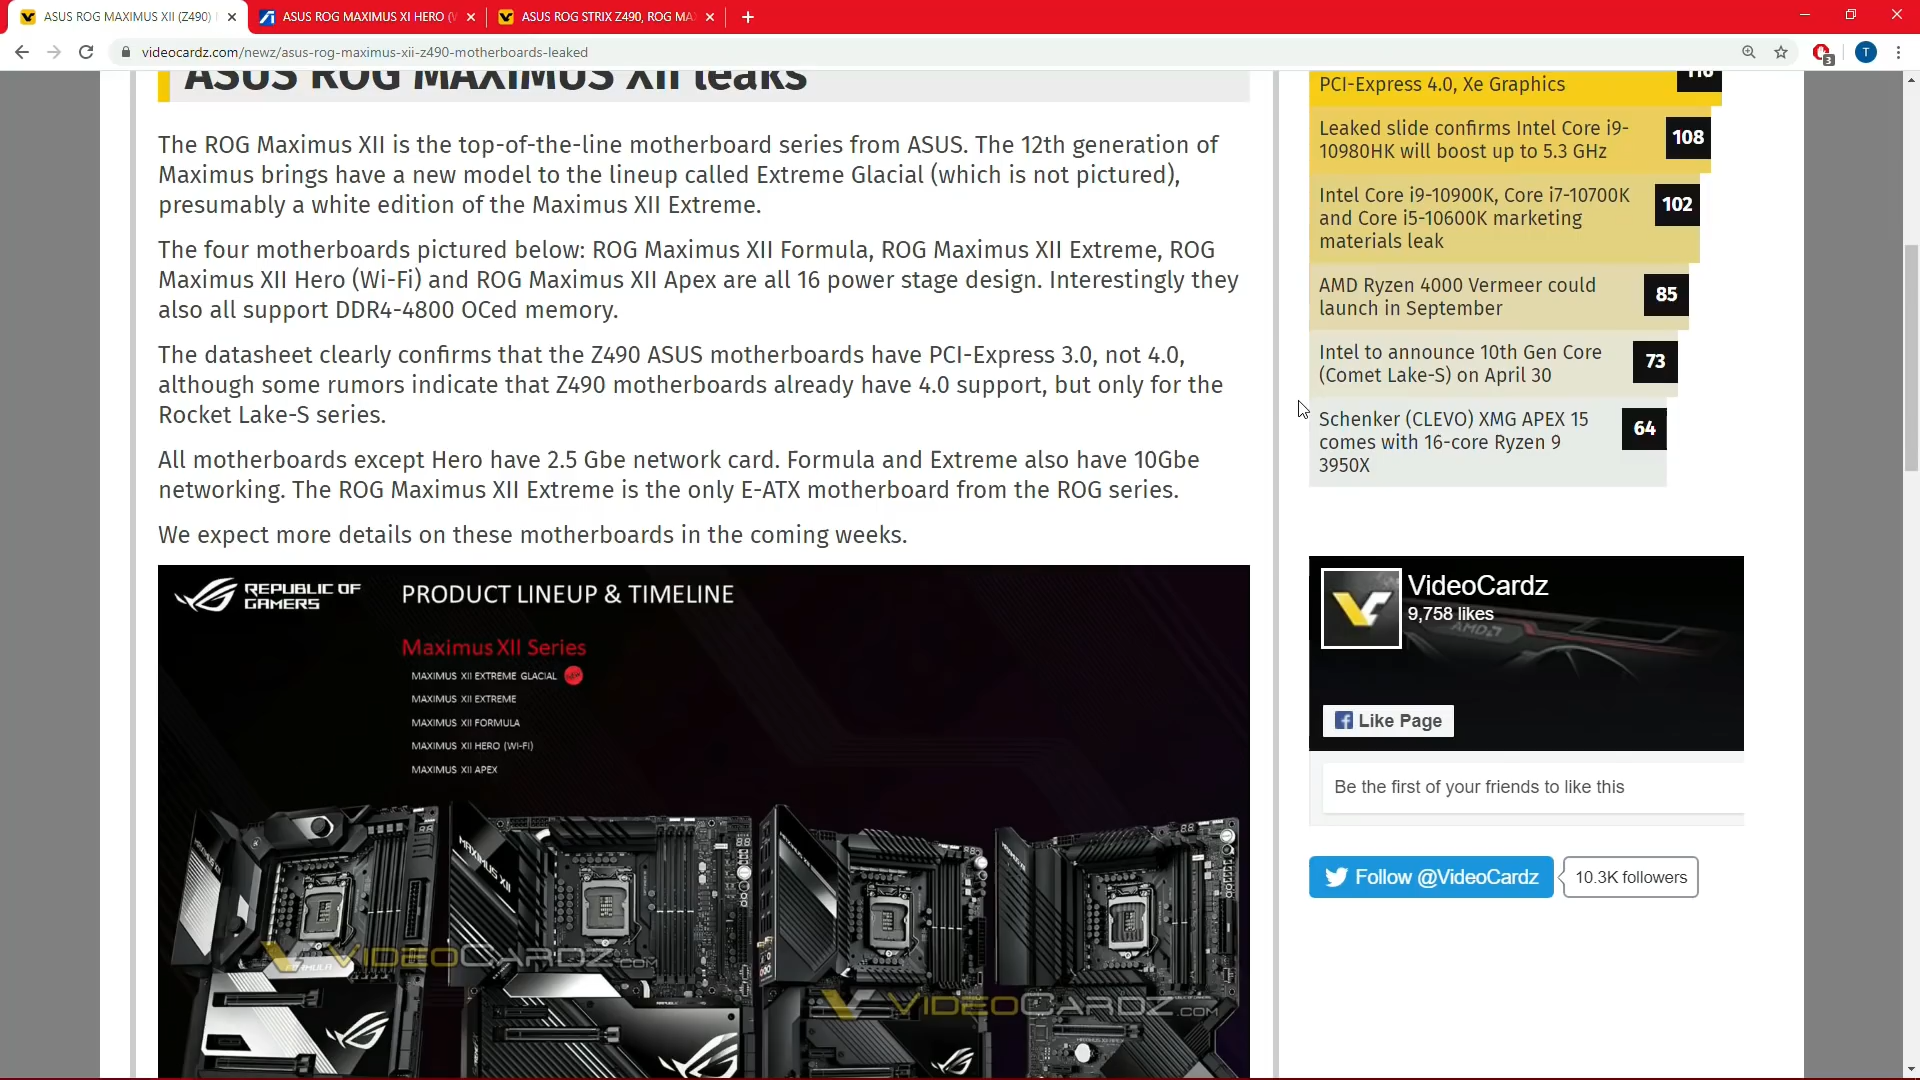 ASUS ROG MAXIMUS XII (Z490)
ASUS ROG MAXIMUS XI HERO (
ASUS ROG STRIX Z490, ROG MA
videocardz.com/newz/asus-rog-maximus-xii-z490-motherboards-leaked
3
T
ASUS ROG MAXIMUS XII leaks
The ROG Maximus XII is the top-of-the-line motherboard series from ASUS. The 12th generation of
Maximus brings have a new model to the lineup called Extreme Glacial (which is not pictured),
presumably a white edition of the Maximus XII Extreme.
The four motherboards pictured below: ROG Maximus XII Formula, ROG Maximus XII Extreme, ROG
Maximus XII Hero (Wi-Fi) and ROG Maximus XII Apex are all 16 power stage design. Interestingly they
also all support DDR4-4800 OCed memory.
The datasheet clearly confirms that the Z490 ASUS motherboards have PCI-Express 3.0, not 4.0,
although some rumors indicate that Z490 motherboards already have 4.0 support, but only for the
Rocket Lake-S series.
All motherboards except Hero have 2.5 Gbe network card. Formula and Extreme also have 10Gbe
networking. The ROG Maximus XII Extreme is the only E-ATX motherboard from the ROG series.
We expect more details on these motherboards in the coming weeks.
REPUBLIC OF
GAMERS
PRODUCT LINEUP & TIMELINE
Maximus XII Series
MAXIMUS XII EXTREME GLACIAL
MAXIMUS XII EXTREME
MAXIMUS XII FORMULA
MAXIMUS XII HERO (WI-FI)
MAXIMUS XII APEX
MAXIMUS XII
VIDEOCARDZ.COM
VIDEOCARDZ.COM
PCI-Express 4.0, Xe Graphics
Leaked slide confirms Intel Core i9-
10980HK will boost up to 5.3 GHz
108
Intel Core i9-10900K, Core i7-10700K
and Core i5-10600K marketing
materials leak
102
AMD Ryzen 4000 Vermeer could
launch in September
85
Intel to announce 10th Gen Core
(Comet Lake-S) on April 30
73
Schenker (CLEVO) XMG APEX 15
comes with 16-core Ryzen 9
3950X
64
VideoCardz
9,758 likes
AMD
Like Page
Be the first of your friends to like this
Follow @VideoCardz
10.3K followers